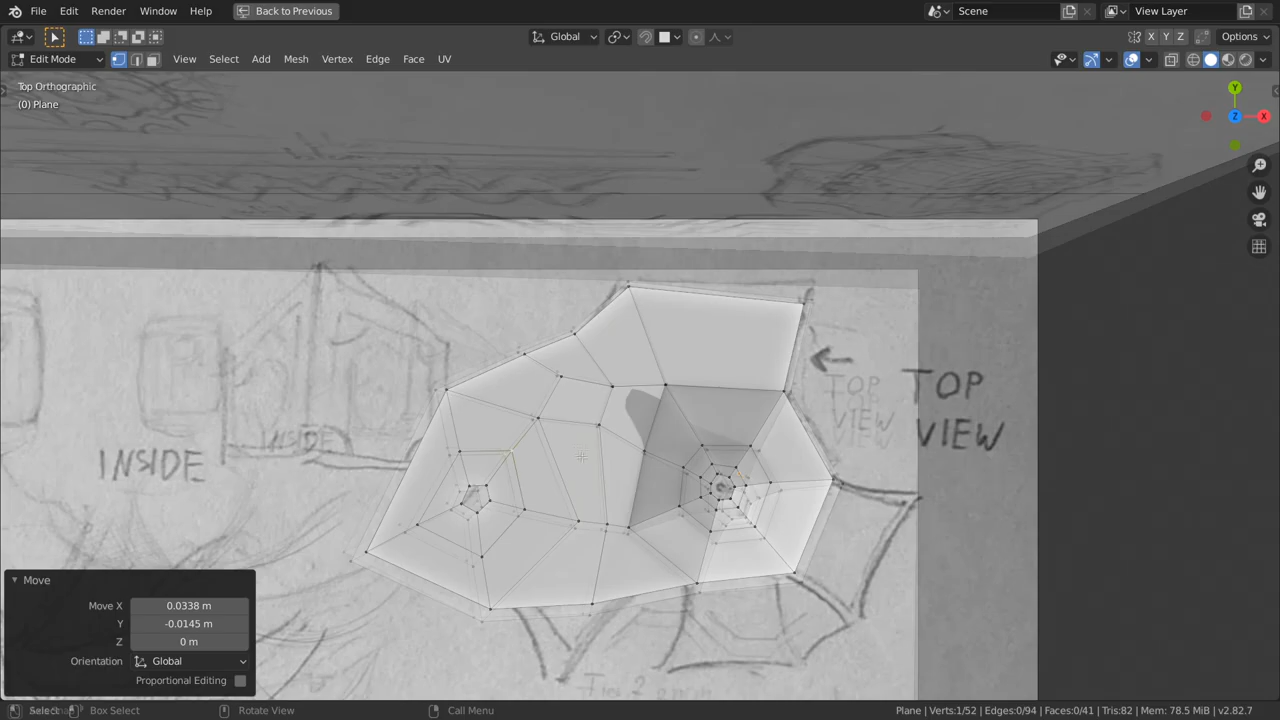 File Edit Render Window Help Back to Previous Scene View Layer
Global X Y Z Options
Edit Mode View Select Add Mesh Vertex Edge Face UV
Top Orthographic
(0) Plane
Y
Z X
TOP VIEW
TOP VIEW
INSIDE
INSIDE
Move
Move X 0.0338 m
Y -0.0145 m
Z 0 m
Orientation Global
Proportional Editing
Select Box Select Rotate View Call Menu Plane | Verts:1/52 | Edges:0/94 | Faces:0/41 | Tris:82 | Mem: 78.5 MiB | v2.82.7